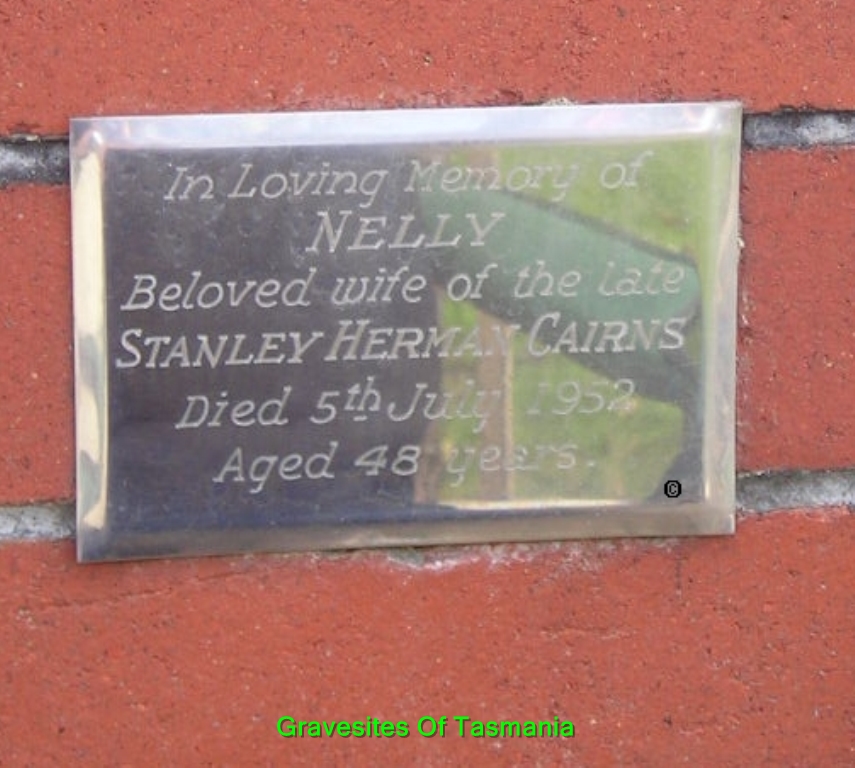 In Loving Memory of
NELLY
Beloved wife of the late
STANLEY HERMAN CAIRNS
Died 5th July 1952
Aged 48 years.
©
Gravesites Of Tasmania